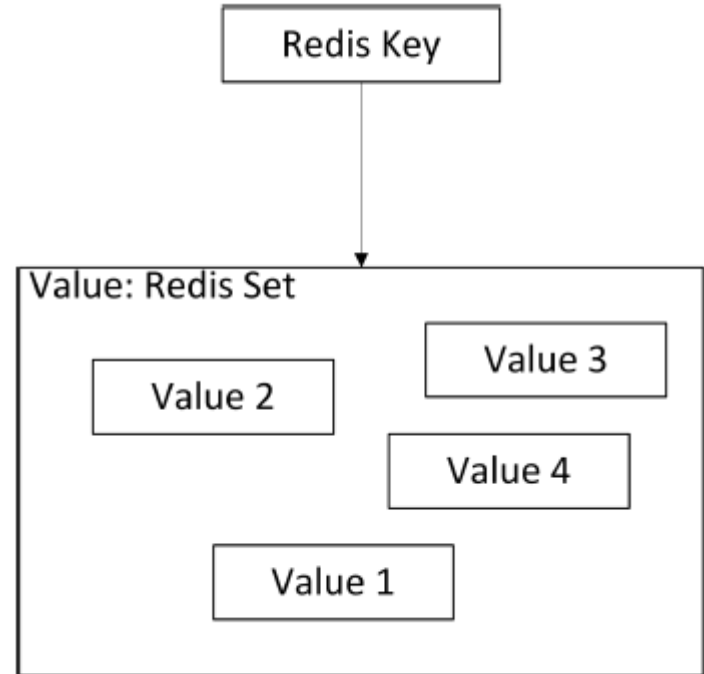 Redis Key
Value: Redis Set
Value 3
Value 2
Value 4
Value 1